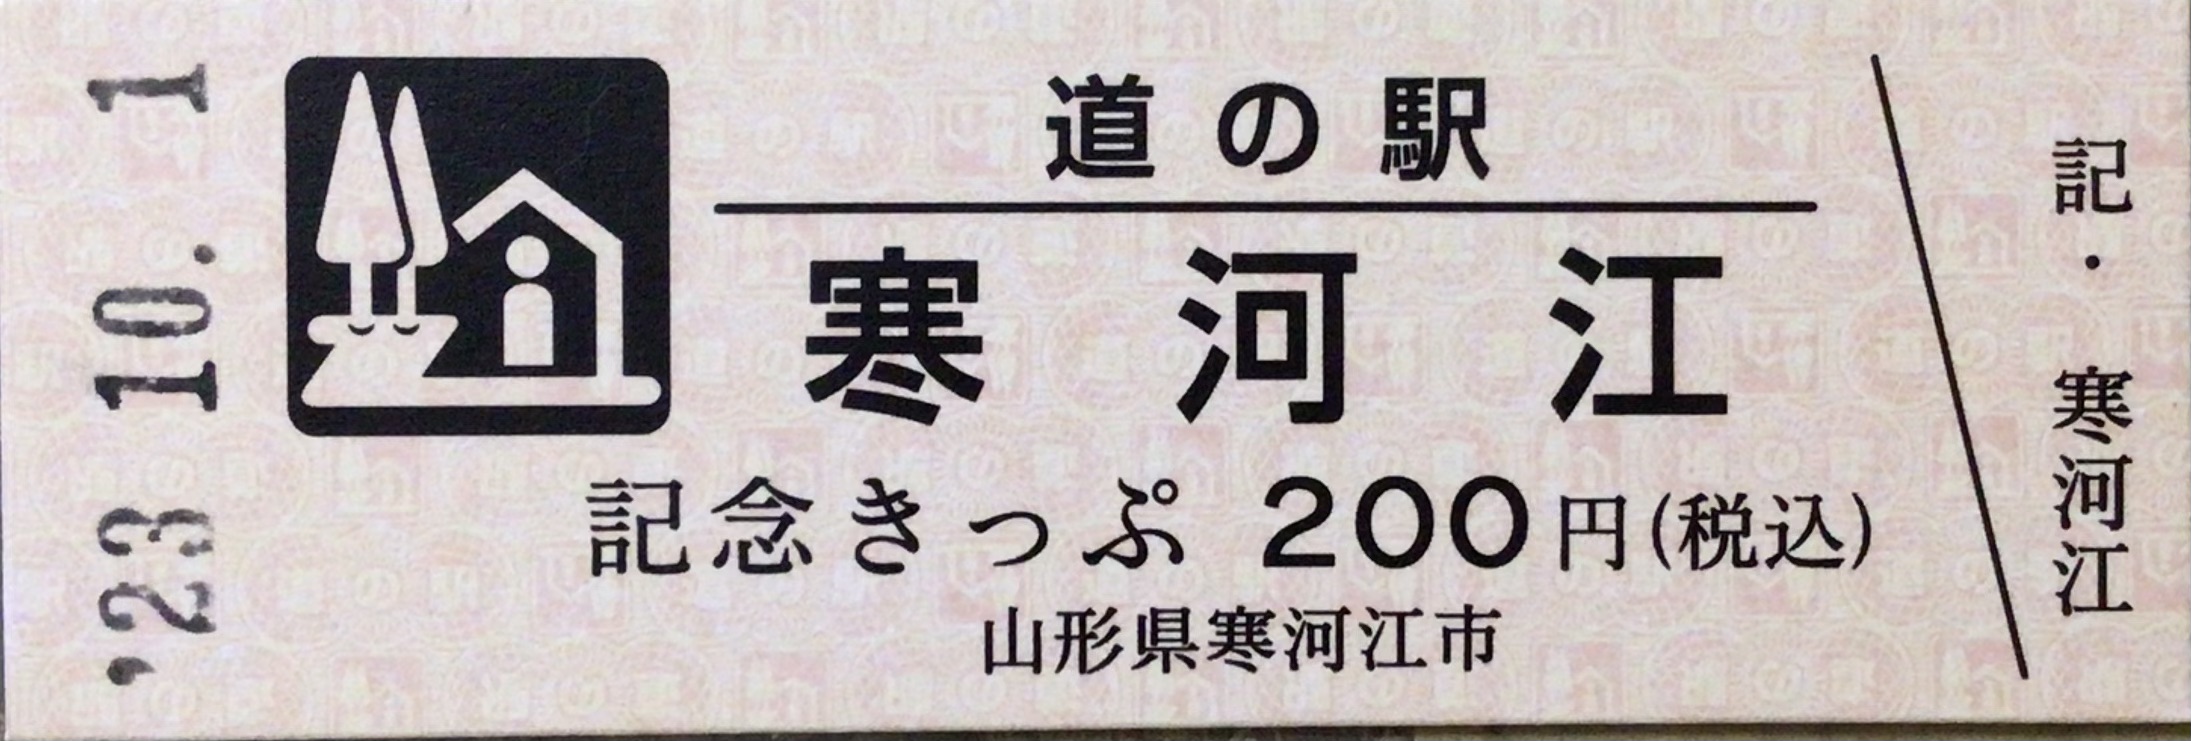 '23 10. 1
道の駅
寒河江
記念きっぷ 200円(税込)
山形県寒河江市
記・寒河江